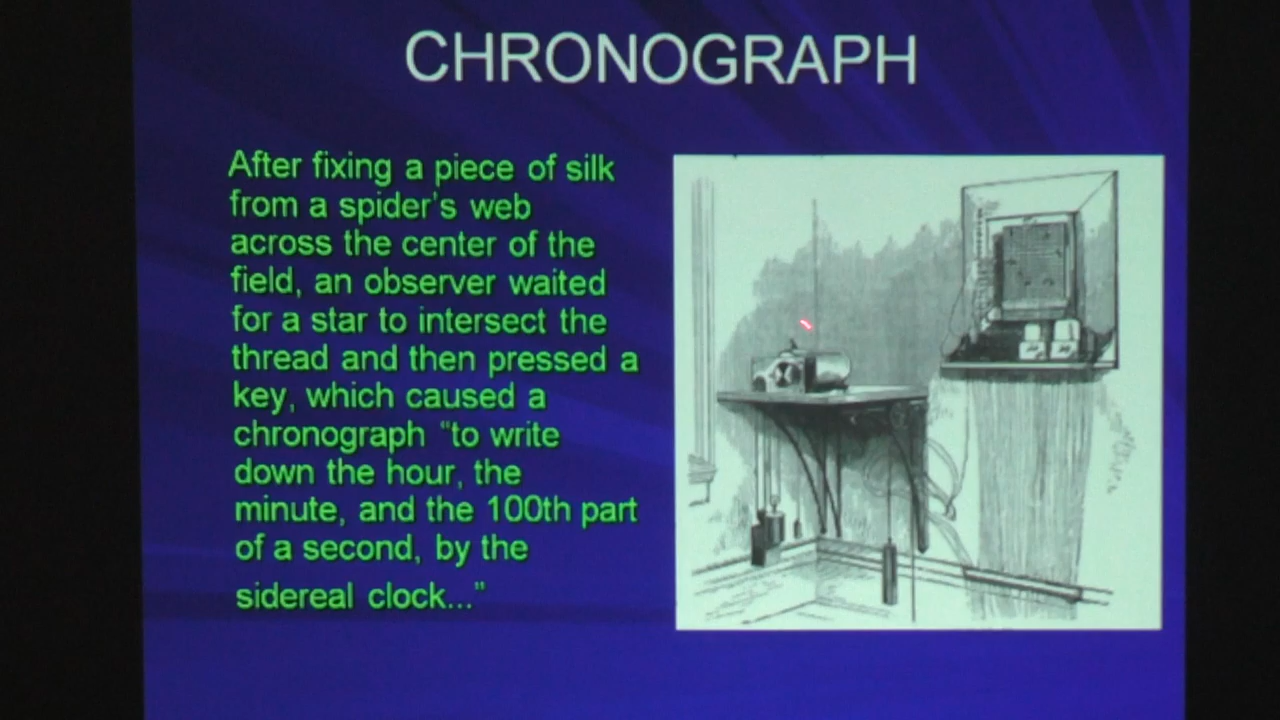 CHRONOGRAPH
After fixing a piece of silk
from a spider's web
across the center of the
field, an observer waited
for a star to intersect the
thread and then pressed a
key, which caused a
chronograph "to write
down the hour, the
minute, and the 100th part
of a second, by the
sidereal clock..."